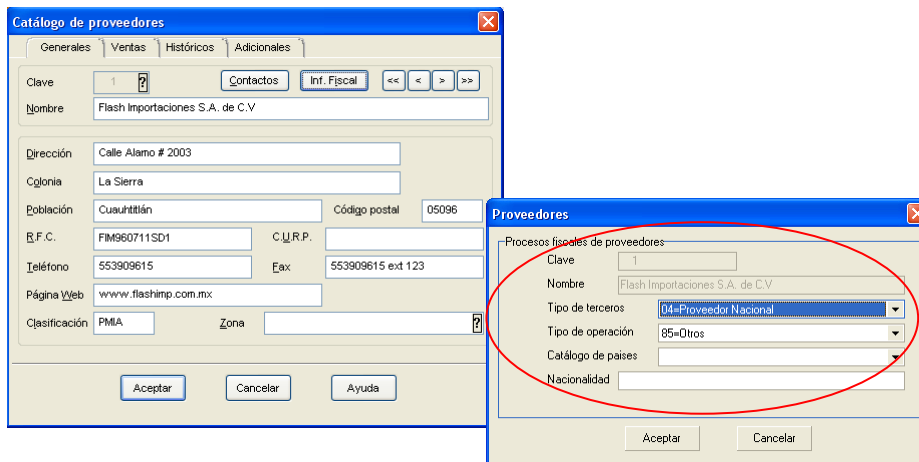 Catálogo de proveedores
Generales Ventas Históricos Adicionales
Clave 1 ? Contactos Inf. Fiscal << < > >>
Nombre Flash Importaciones S.A. de C.V
Dirección Calle Alamo # 2003
Colonia La Sierra
Población Cuauhtitlán Código postal 05096
R.F.C. FIM960711SD1 C.U.R.P.
Teléfono 553909615 Fax 553909615 ext 123
Página Web www.flashimp.com.mx
Clasificación PMIA Zona ?
Aceptar Cancelar Ayuda
Proveedores
Procesos fiscales de proveedores
Clave 1
Nombre Flash Importaciones S.A. de C.V
Tipo de terceros 04=Proveedor Nacional
Tipo de operación 85=Otros
Catálogo de paises
Nacionalidad
Aceptar Cancelar